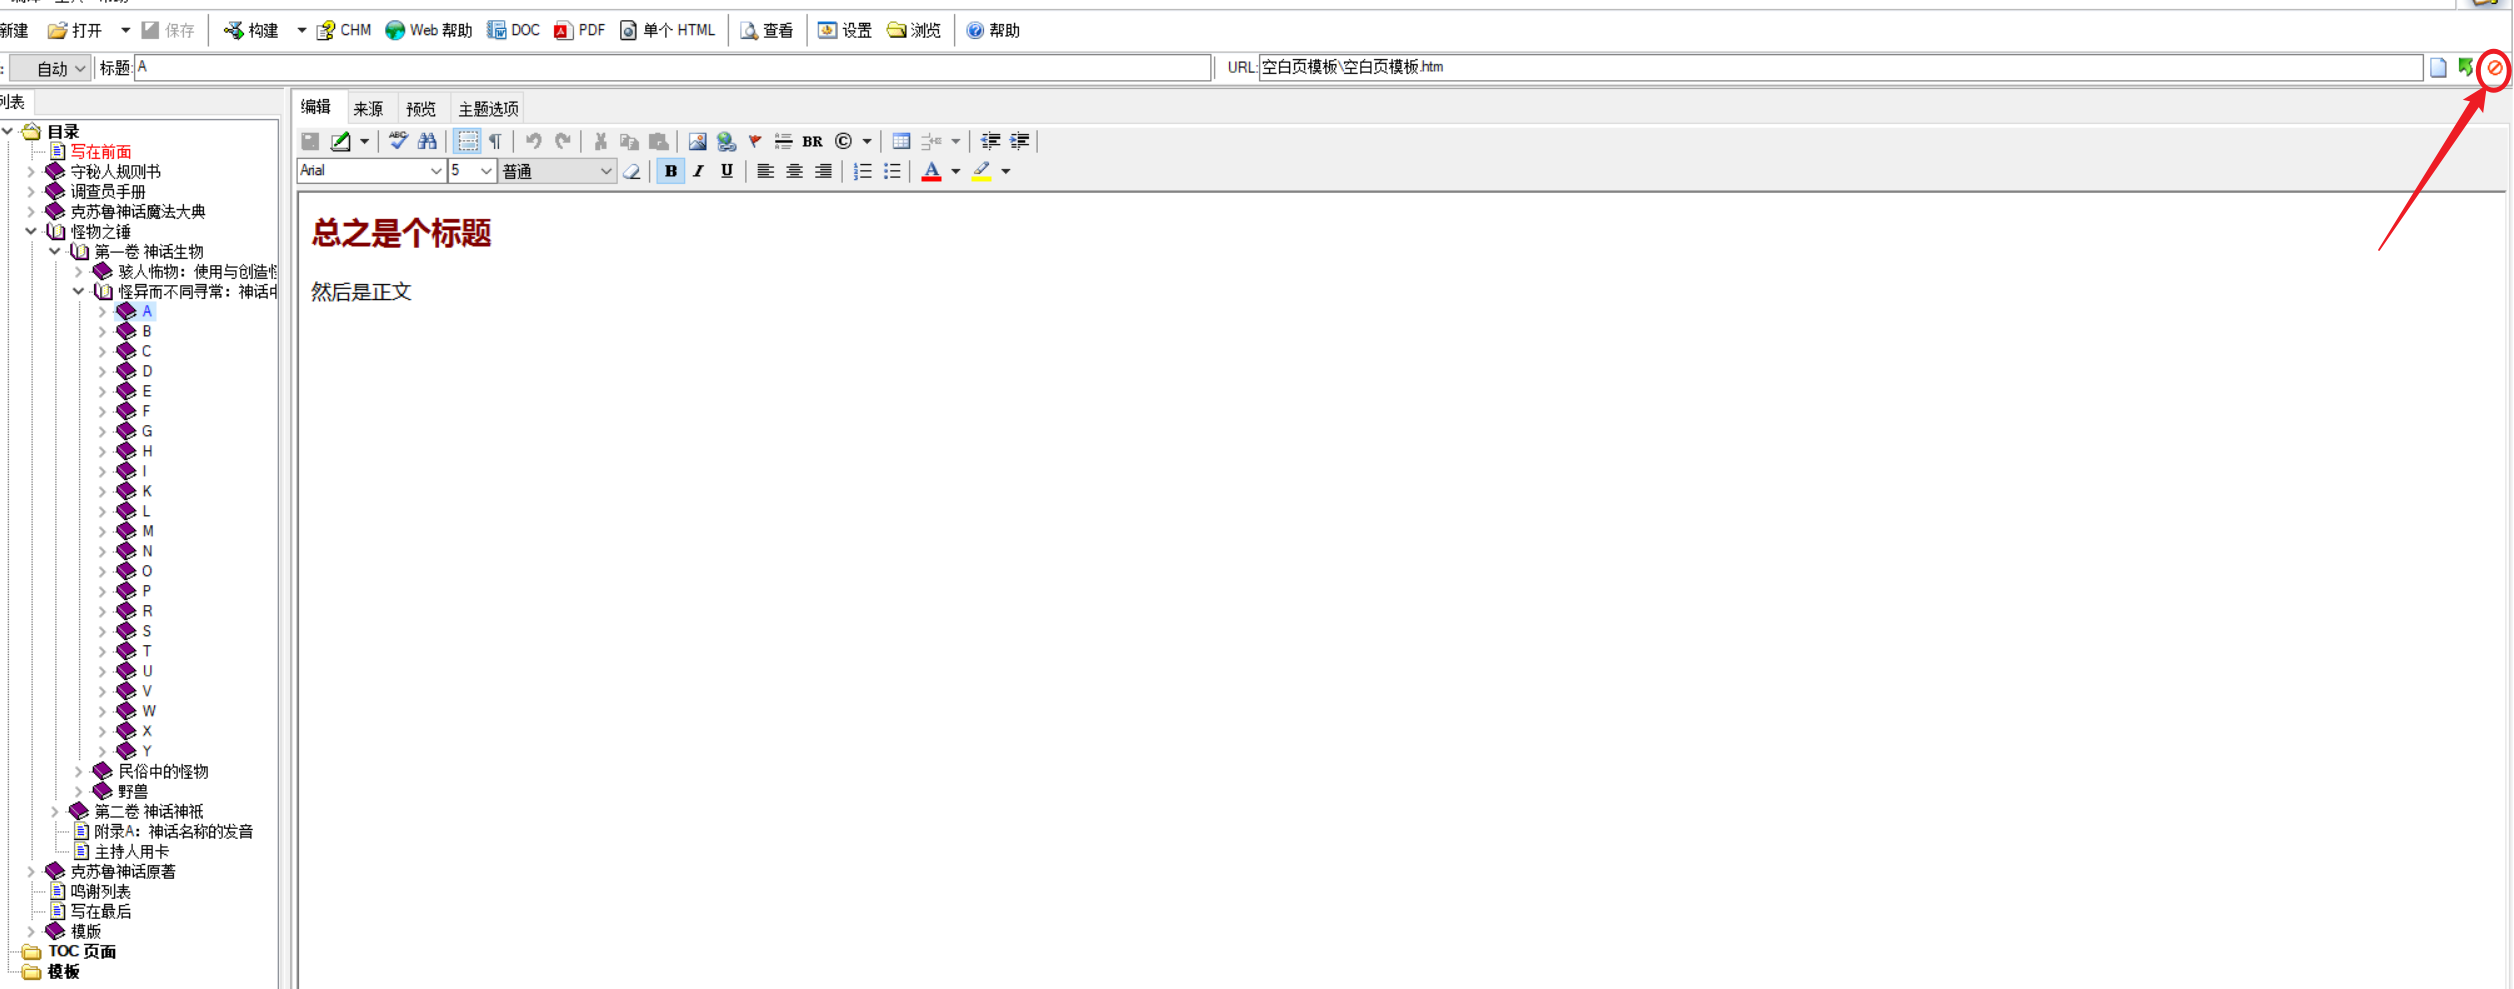 新建 打开 保存 构建 CHM Web 帮助 DOC PDF 单个 HTML 查看 设置 浏览 帮助
: 自动 标题: A URL: 空白页模板\空白页模板.htm
列表
编辑 来源 预览 主题选项
ABC BR
Arial 5 普通 B I U A
目录
写在前面
守秘人规则书
调查员手册
克苏鲁神话魔法大典
怪物之锤
第一卷 神话生物
骇人怖物：使用与创造怪
怪异而不同寻常：神话中
A
B
C
D
E
F
G
H
I
K
L
M
N
O
P
R
S
T
U
V
W
X
Y
民俗中的怪物
野兽
第二卷 神话神祇
附录A：神话名称的发音
主持人用卡
克苏鲁神话原著
鸣谢列表
写在最后
模版
TOC 页面
模板
总之是个标题
然后是正文